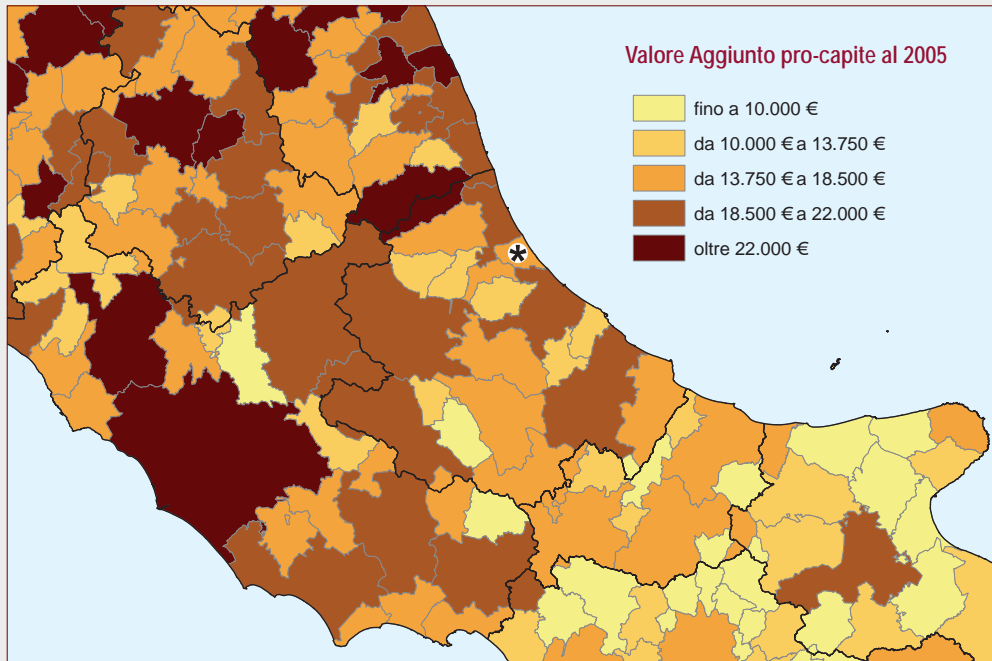 Valore Aggiunto pro-capite al 2005
fino a 10.000 €
da 10.000 € a 13.750 €
da 13.750 € a 18.500 €
da 18.500 € a 22.000 €
oltre 22.000 €
*